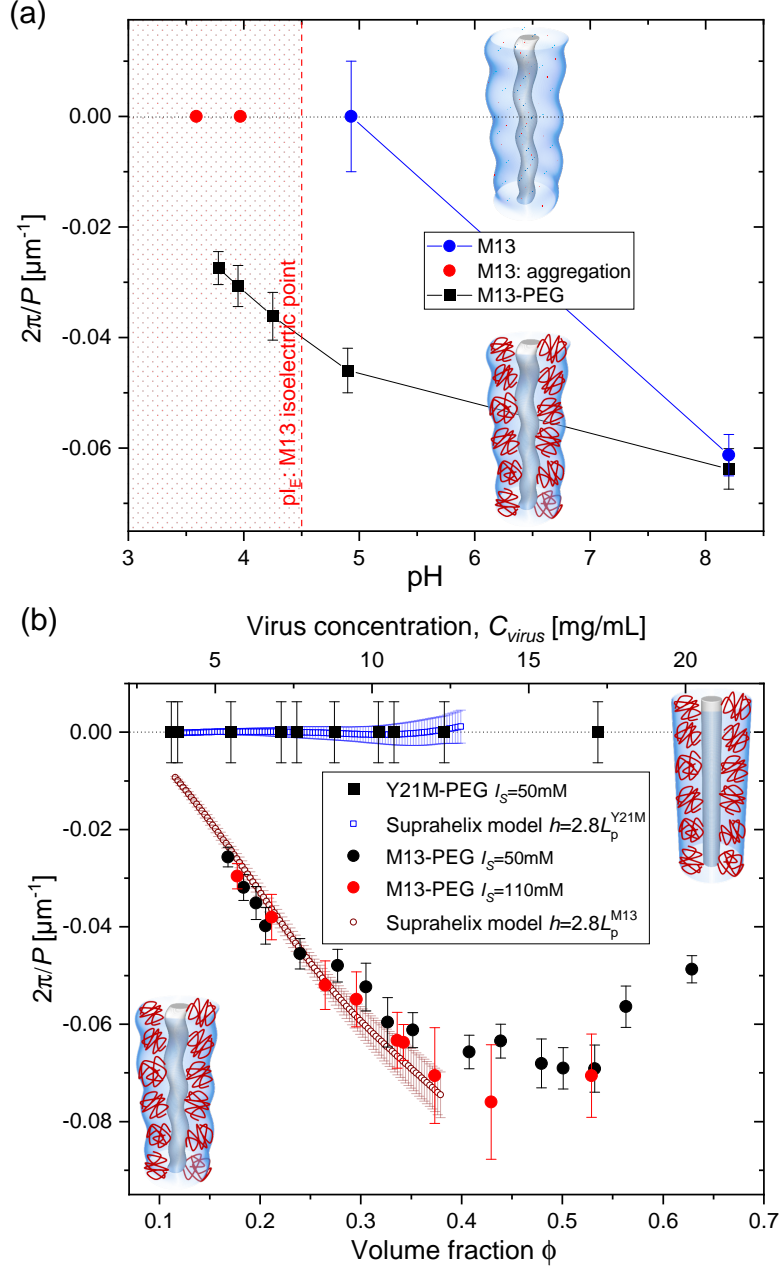 (a)
0.00
-0.02
-0.04
-0.06
2π/P [µm⁻¹]
M13
M13: aggregation
M13-PEG
pI_E: M13 isoelectric point
3 4 5 6 7 8
pH
(b)
Virus concentration, C_virus [mg/mL]
5 10 15 20
0.00
-0.02
-0.04
-0.06
-0.08
2π/P [µm⁻¹]
Y21M-PEG I_S=50mM
Suprahelix model h=2.8L_p^Y21M
M13-PEG I_S=50mM
M13-PEG I_S=110mM
Suprahelix model h=2.8L_p^M13
0.1 0.2 0.3 0.4 0.5 0.6 0.7
Volume fraction ϕ